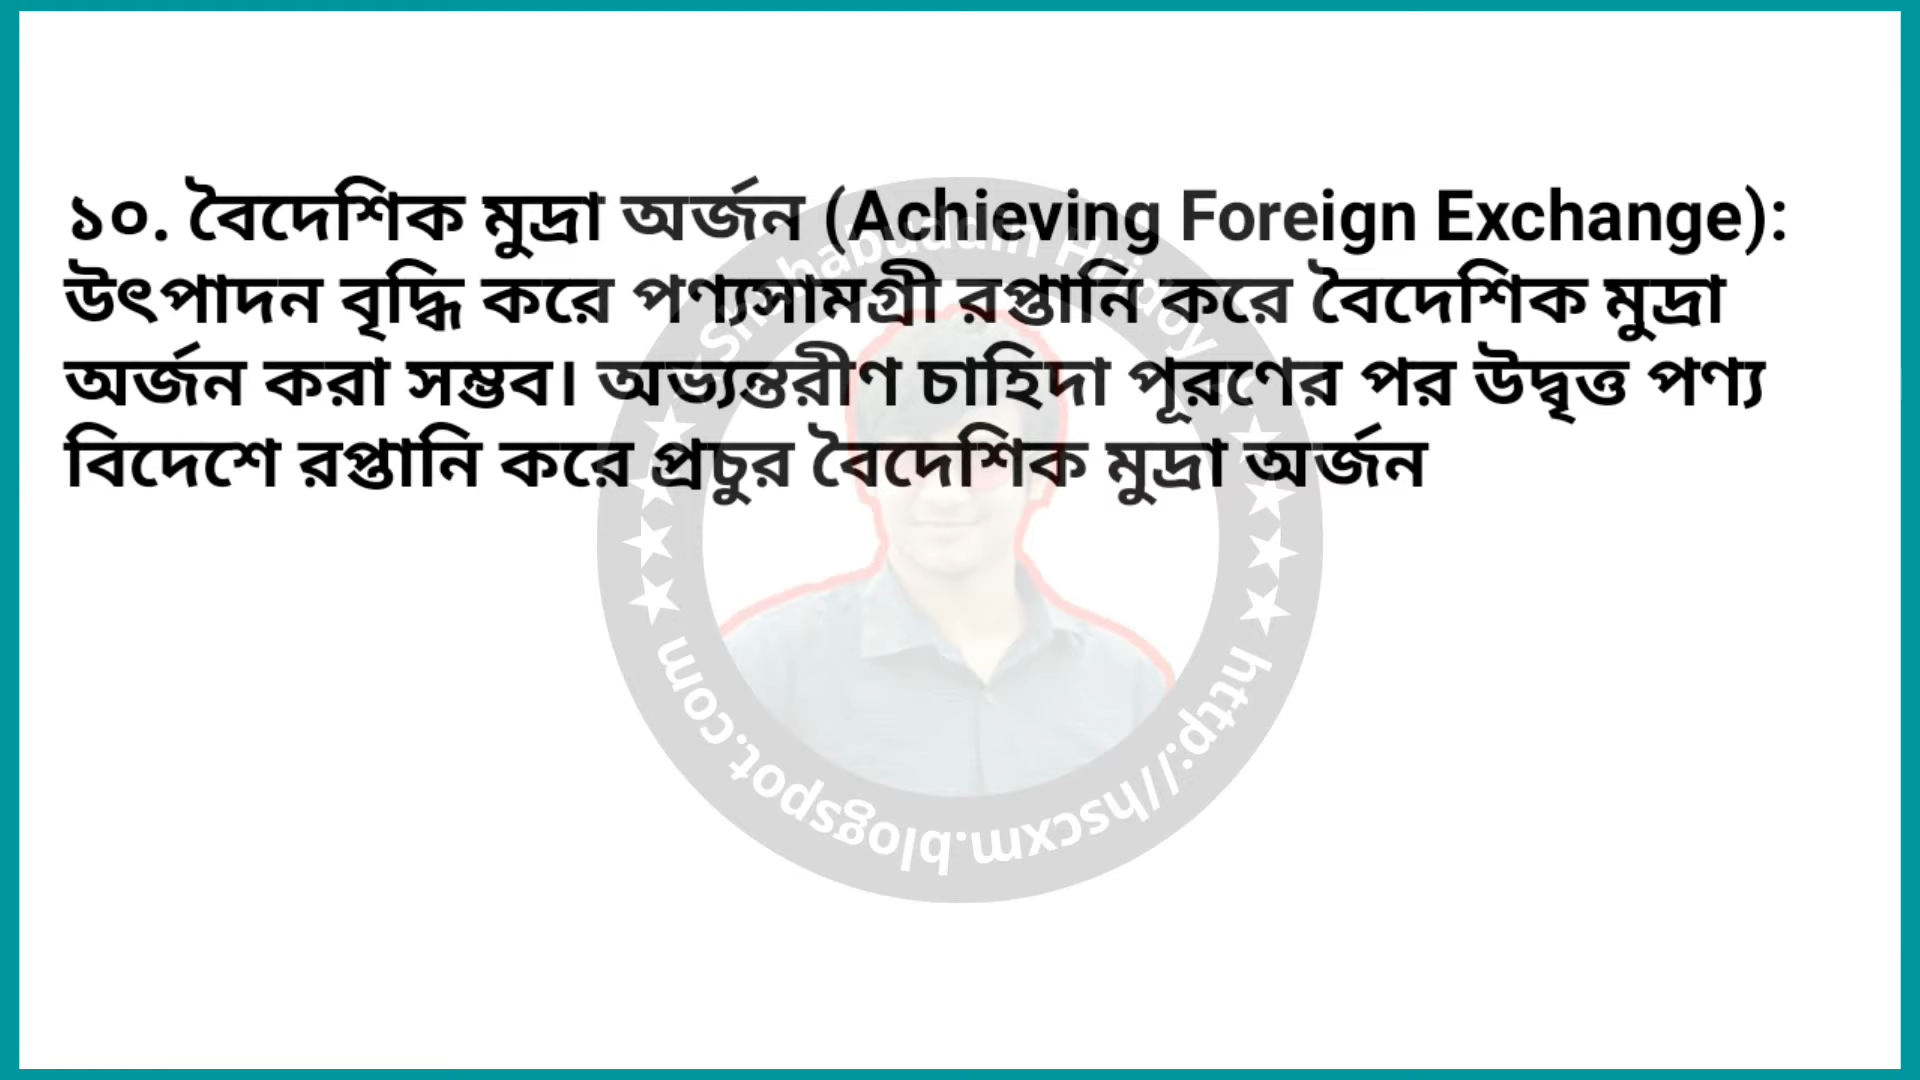 ১০. বৈদেশিক মুদ্রা অর্জন (Achieving Foreign Exchange):
উৎপাদন বৃদ্ধি করে পণ্যসামগ্রী রপ্তানি করে বৈদেশিক মুদ্রা
অর্জন করা সম্ভব। অভ্যন্তরীণ চাহিদা পূরণের পর উদ্বৃত্ত পণ্য
বিদেশে রপ্তানি করে প্রচুর বৈদেশিক মুদ্রা অর্জন
Hridoy
http://hscxm.blogspot.com